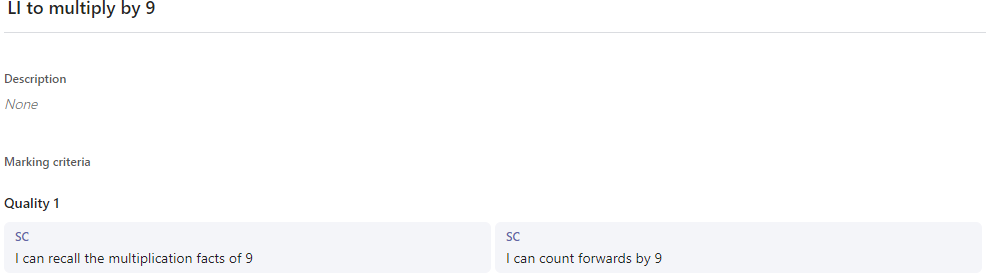 LI to multiply by 9
Description
None
Marking criteria
Quality 1
SC
I can recall the multiplication facts of 9
SC
I can count forwards by 9